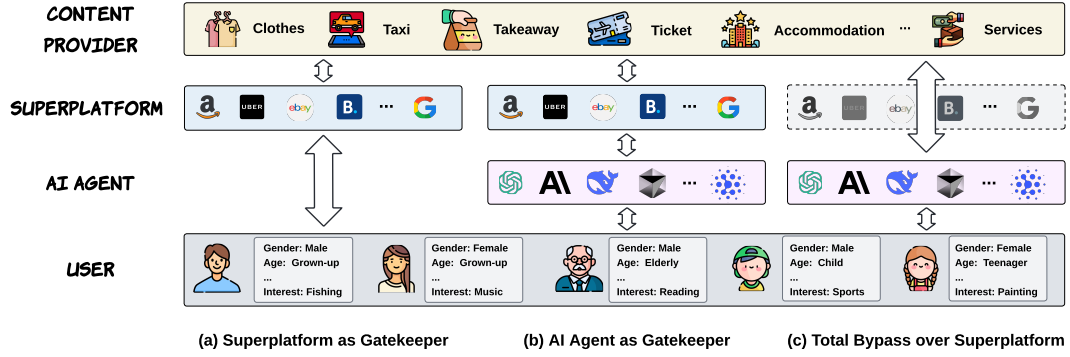 CONTENT
PROVIDER
Clothes
Taxi
Takeaway
Ticket
Accommodation
...
Services
SUPERPLATFORM
a
UBER
ebay
B.
...
G
a
UBER
ebay
B.
...
G
a
UBER
ebay
B.
G
AI AGENT
A\
...
A\
...
USER
Gender: Male
Age: Grown-up
...
Interest: Fishing
Gender: Female
Age: Grown-up
...
Interest: Music
Gender: Male
Age: Elderly
...
Interest: Reading
Gender: Male
Age: Child
...
Interest: Sports
Gender: Female
Age: Teenager
...
Interest: Painting
(a) Superplatform as Gatekeeper
(b) AI Agent as Gatekeeper
(c) Total Bypass over Superplatform